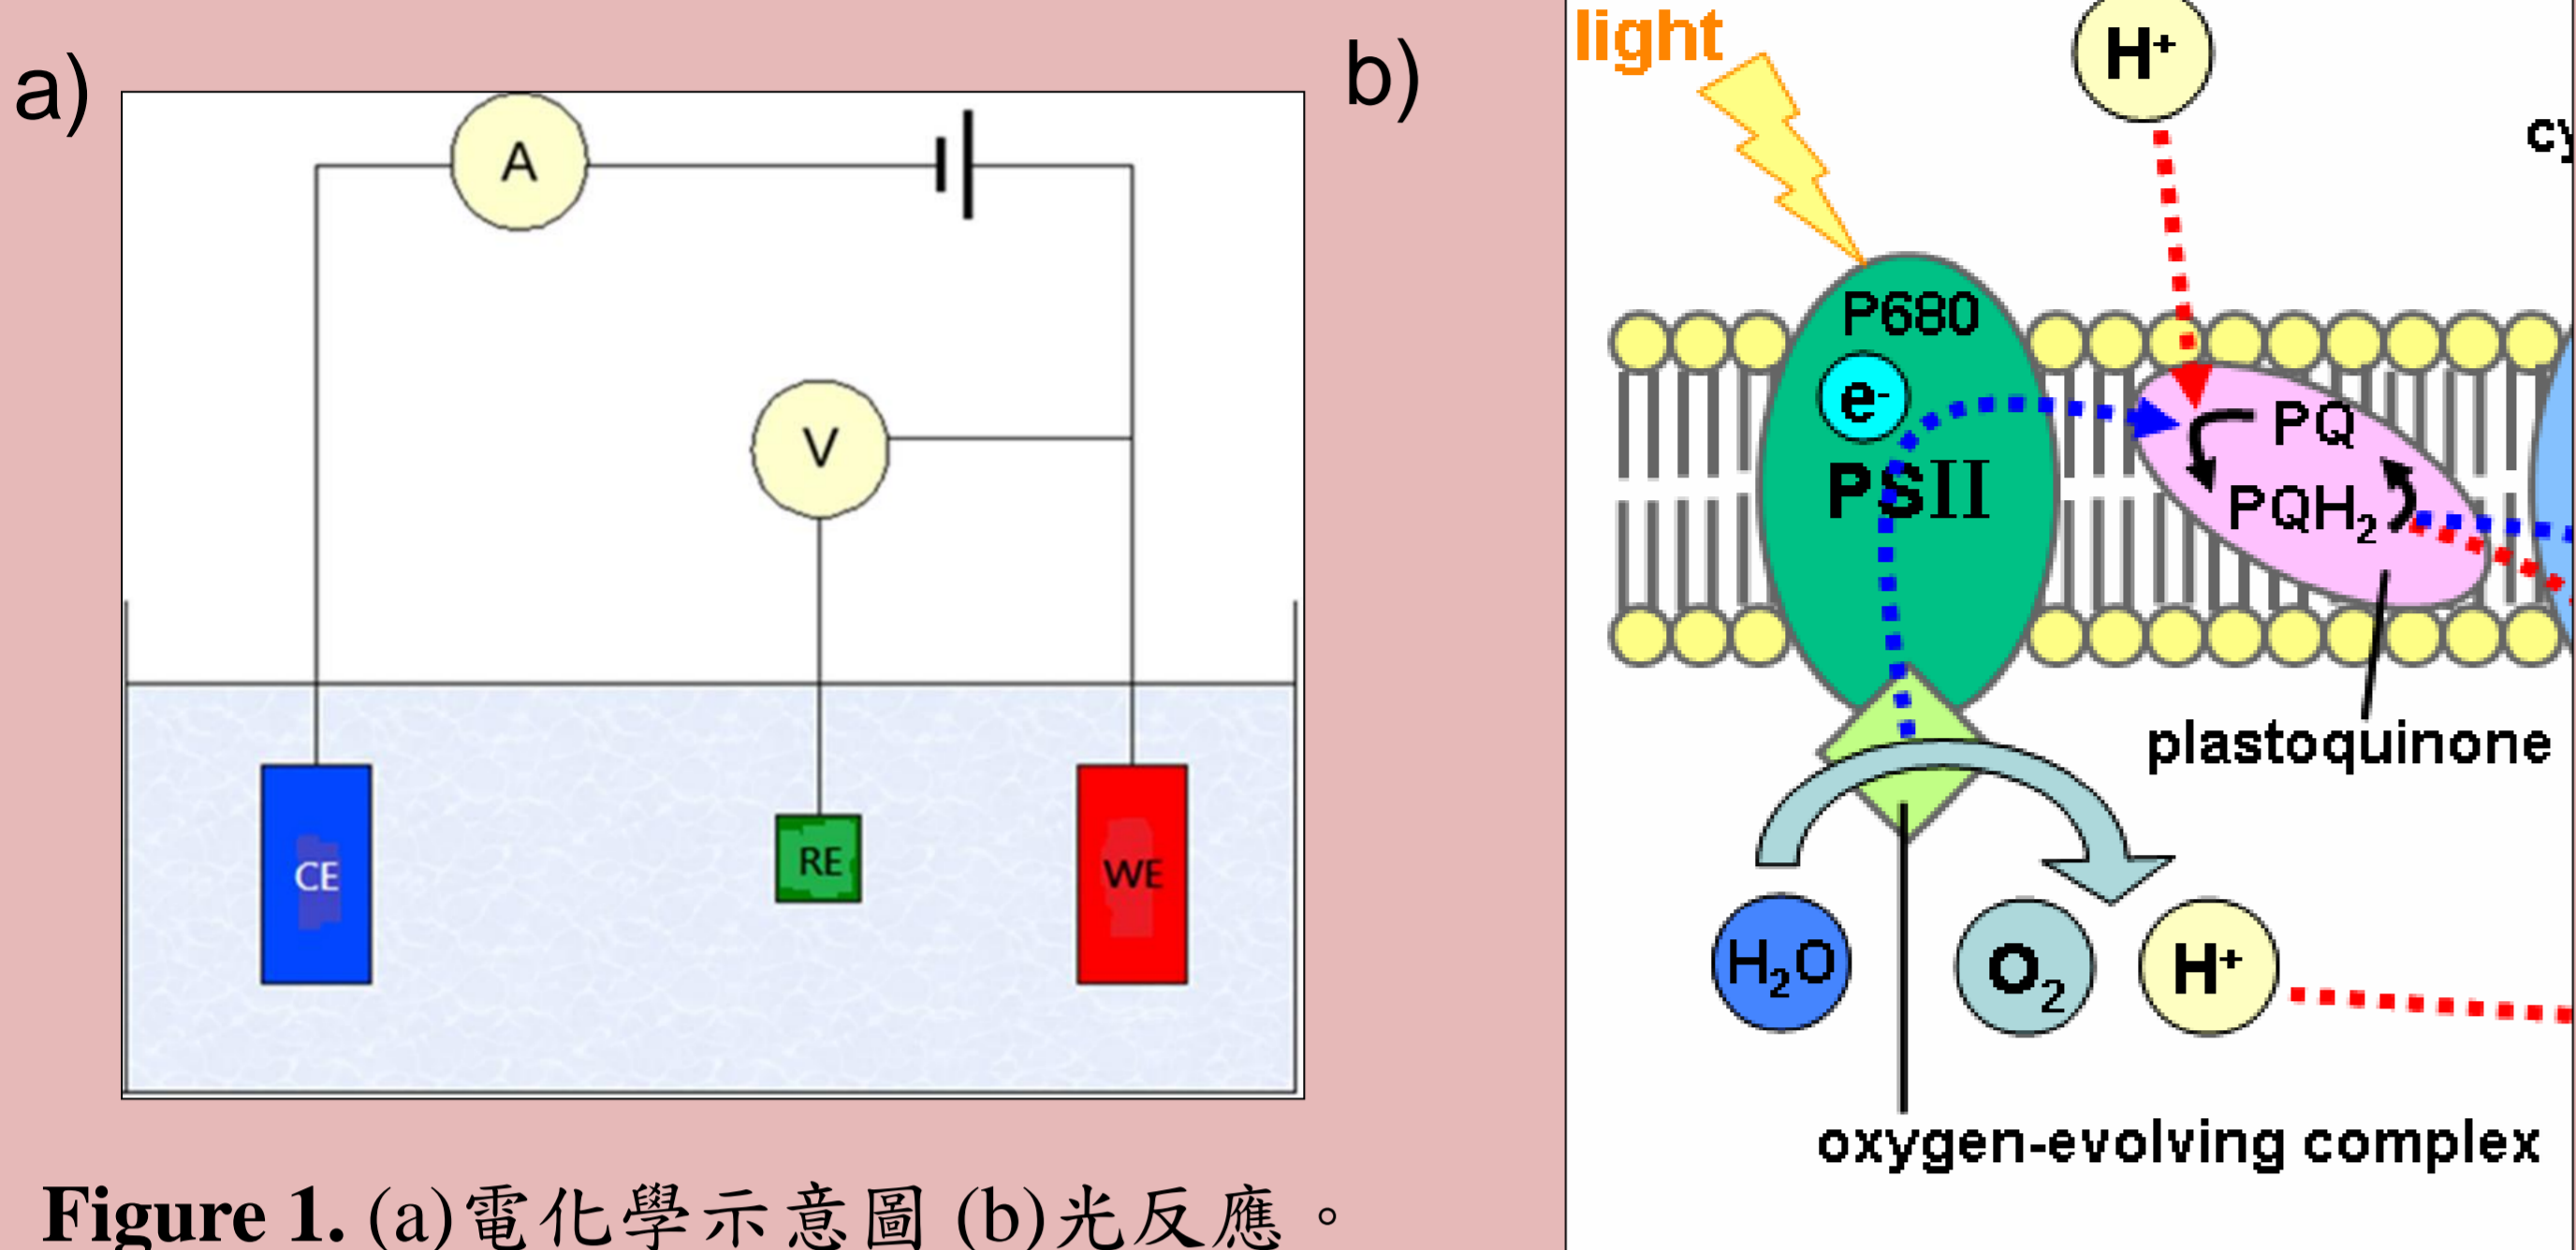 a)
A
V
CE
RE
WE
b)
light
H⁺
cy
P680
e⁻
PSII
PQ
PQH₂
plastoquinone
H₂O
O₂
H⁺
oxygen-evolving complex
Figure 1. (a)電化學示意圖 (b)光反應。